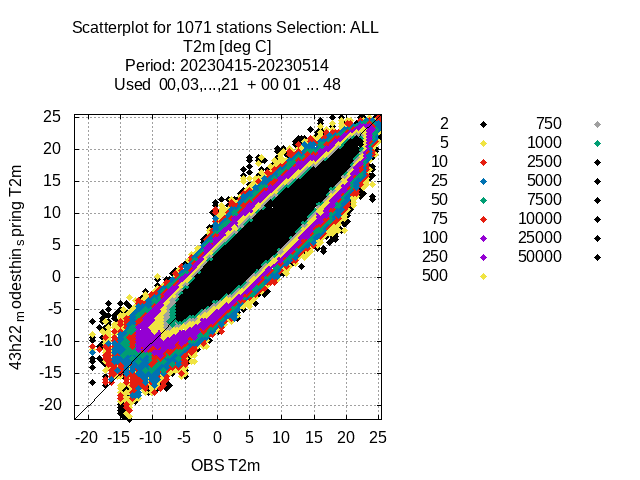 Scatterplot for 1071 stations Selection: ALL
T2m [deg C]
Period: 20230415-20230514
Used 00,03,...,21 + 00 01 ... 48
25
20
15
10
5
0
-5
-10
-15
-20
43h22 m odesthin s pring T2m
-20 -15 -10 -5 0 5 10 15 20 25
OBS T2m
2 750
5 1000
10 2500
25 5000
50 7500
75 10000
100 25000
250 50000
500